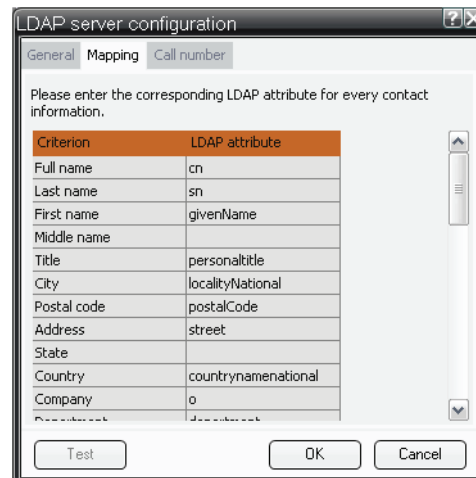 LDAP server configuration
General Mapping Call number
Please enter the corresponding LDAP attribute for every contact
information.
Criterion LDAP attribute
Full name cn
Last name sn
First name givenName
Middle name
Title personaltitle
City localityNational
Postal code postalCode
Address street
State
Country countrynamenational
Company o
Department department
Test OK Cancel